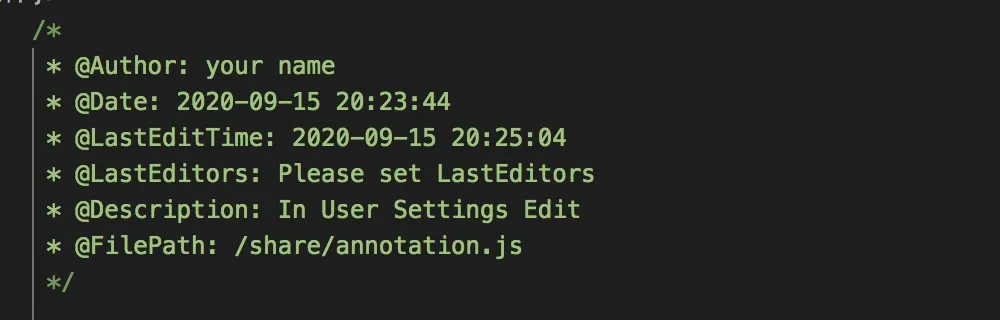 /*
* @Author: your name
* @Date: 2020-09-15 20:23:44
* @LastEditTime: 2020-09-15 20:25:04
* @LastEditors: Please set LastEditors
* @Description: In User Settings Edit
* @FilePath: /share/annotation.js
*/